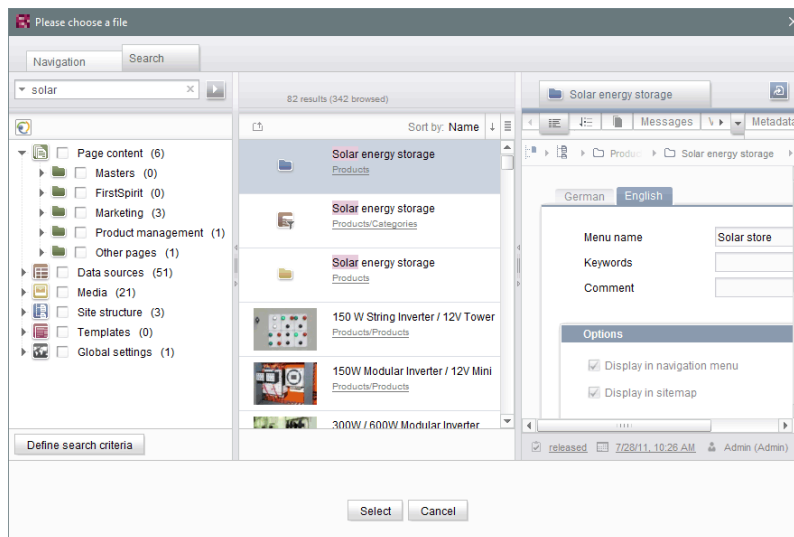 Please choose a file
Navigation
Search
solar
82 results (342 browsed)
Sort by: Name
Page content (6)
Masters (0)
FirstSpirit (0)
Marketing (3)
Product management (1)
Other pages (1)
Data sources (51)
Media (21)
Site structure (3)
Templates (0)
Global settings (1)
Define search criteria
Solar energy storage
Products
Solar energy storage
Products/Categories
Solar energy storage
Products
150 W String Inverter / 12V Tower
Products/Products
150W Modular Inverter / 12V Mini
Products/Products
300W / 600W Modular Inverter
Solar energy storage
Messages
Metadata
Solar energy storage
German
English
Menu name
Solar store
Keywords
Comment
Options
Display in navigation menu
Display in sitemap
released
7/28/11, 10:26 AM
Admin (Admin)
Select
Cancel